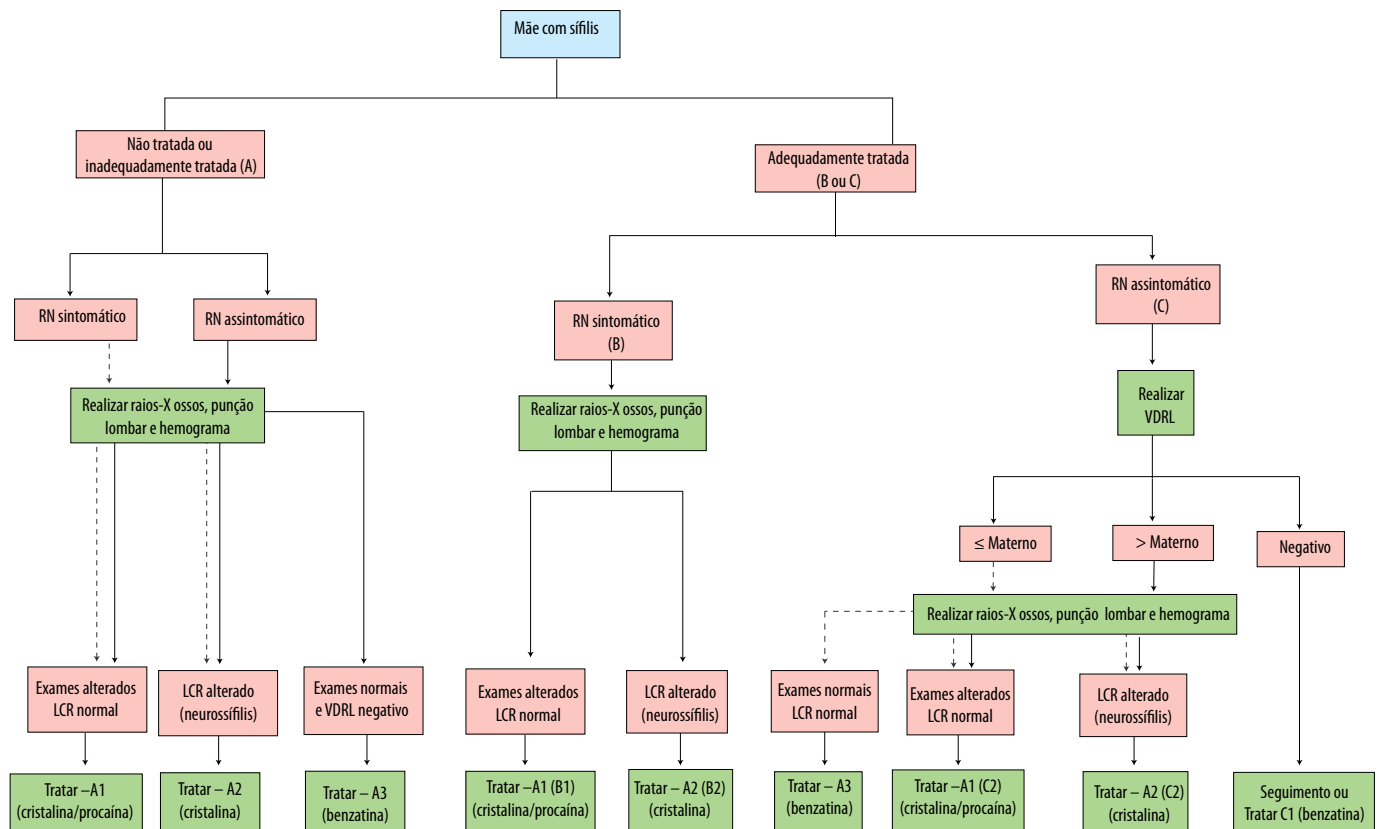 Mãe com sífilis
Não tratada ou
inadequadamente tratada (A)
Adequadamente tratada
(B ou C)
RN sintomático
RN assintomático
RN sintomático
(B)
RN assintomático
(C)
Realizar raios-X ossos, punção
lombar e hemograma
Realizar raios-X ossos, punção
lombar e hemograma
Realizar
VDRL
≤ Materno
> Materno
Negativo
Realizar raios-X ossos, punção lombar e hemograma
Exames alterados
LCR normal
LCR alterado
(neurossífilis)
Exames normais
e VDRL negativo
Exames alterados
LCR normal
LCR alterado
(neurossífilis)
Exames normais
LCR normal
Exames alterados
LCR normal
LCR alterado
(neurossífilis)
Tratar –A1
(cristalina/procaína)
Tratar – A2
(cristalina)
Tratar – A3
(benzatina)
Tratar –A1 (B1)
(cristalina/procaína)
Tratar – A2 (B2)
(cristalina)
Tratar – A3
(benzatina)
Tratar –A1 (C2)
(cristalina/procaína)
Tratar – A2 (C2)
(cristalina)
Seguimento ou
Tratar C1 (benzatina)